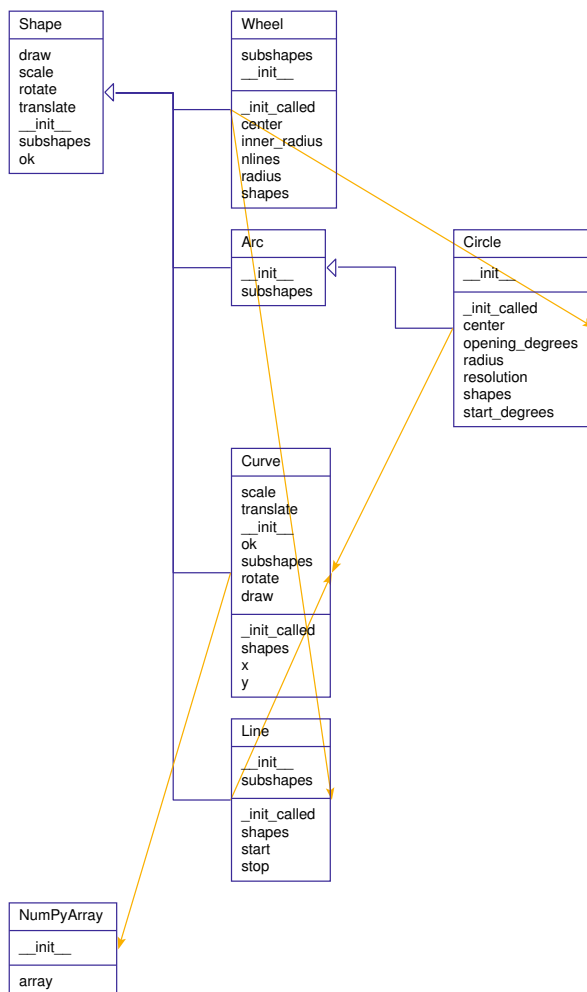 Shape
draw
scale
rotate
translate
__init__
subshapes
ok
Wheel
subshapes
__init__
_init_called
center
inner_radius
nlines
radius
shapes
Arc
__init__
subshapes
Circle
__init__
_init_called
center
opening_degrees
radius
resolution
shapes
start_degrees
Curve
scale
translate
__init__
ok
subshapes
rotate
draw
_init_called
shapes
x
y
Line
__init__
subshapes
_init_called
shapes
start
stop
NumPyArray
__init__
array